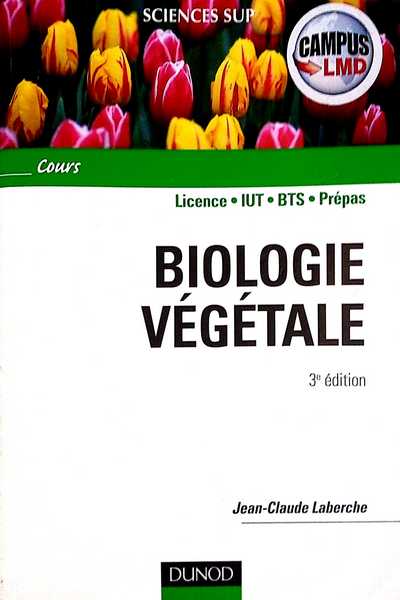 SCIENCES SUP
CAMPUS
LMD
Cours
Licence • IUT • BTS • Prépas
BIOLOGIE
VÉGÉTALE
3e édition
Jean-Claude Laberche
DUNOD